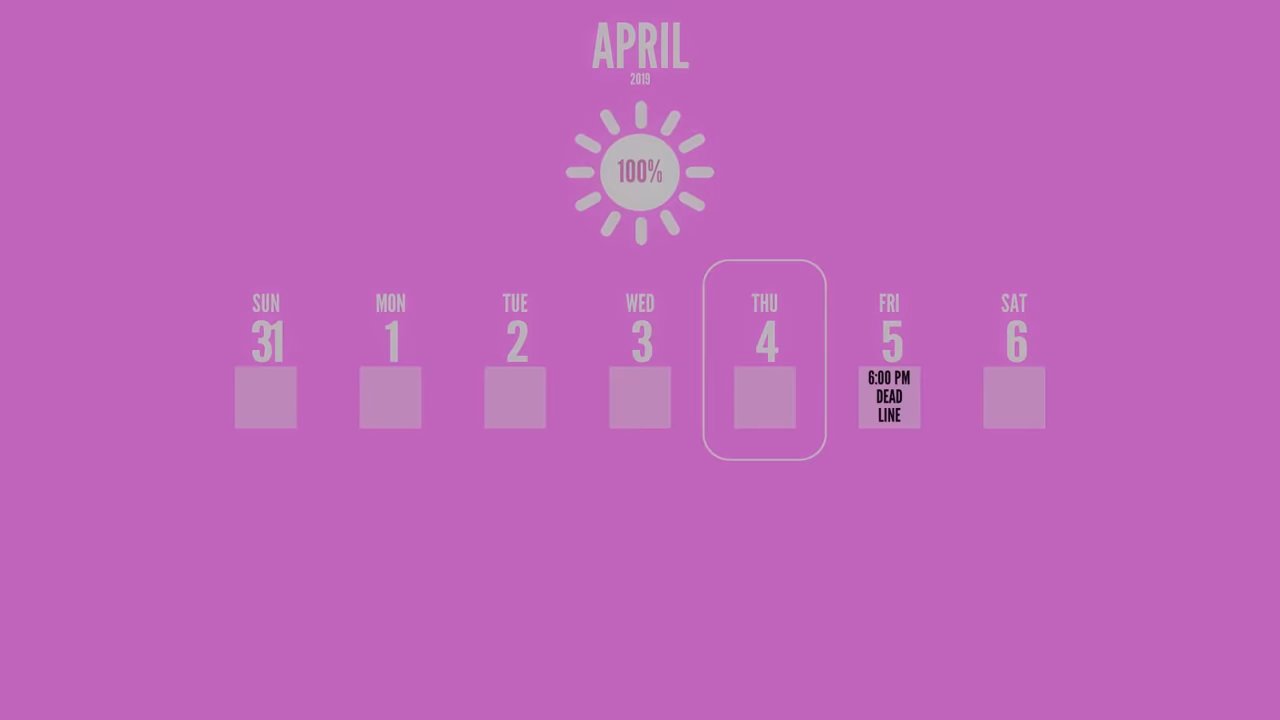 APRIL
2019
100%
SUN MON TUE WED THU FRI SAT
31 1 2 3 4 5 6
6:00 PM
DEAD
LINE